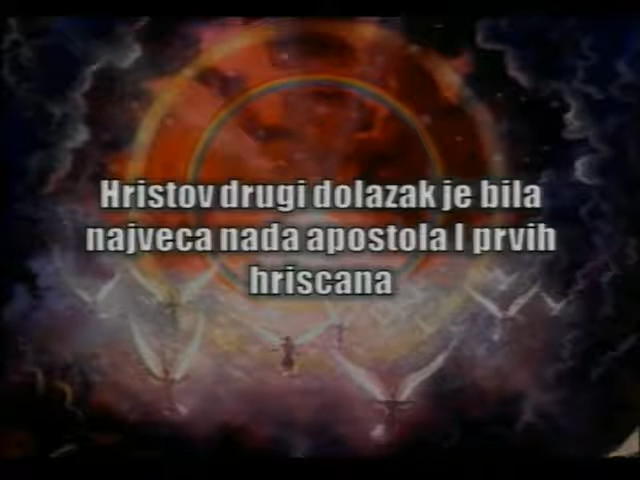 Hristov drugi dolazak je bila
najveca nada apostola I prvih
hriscana